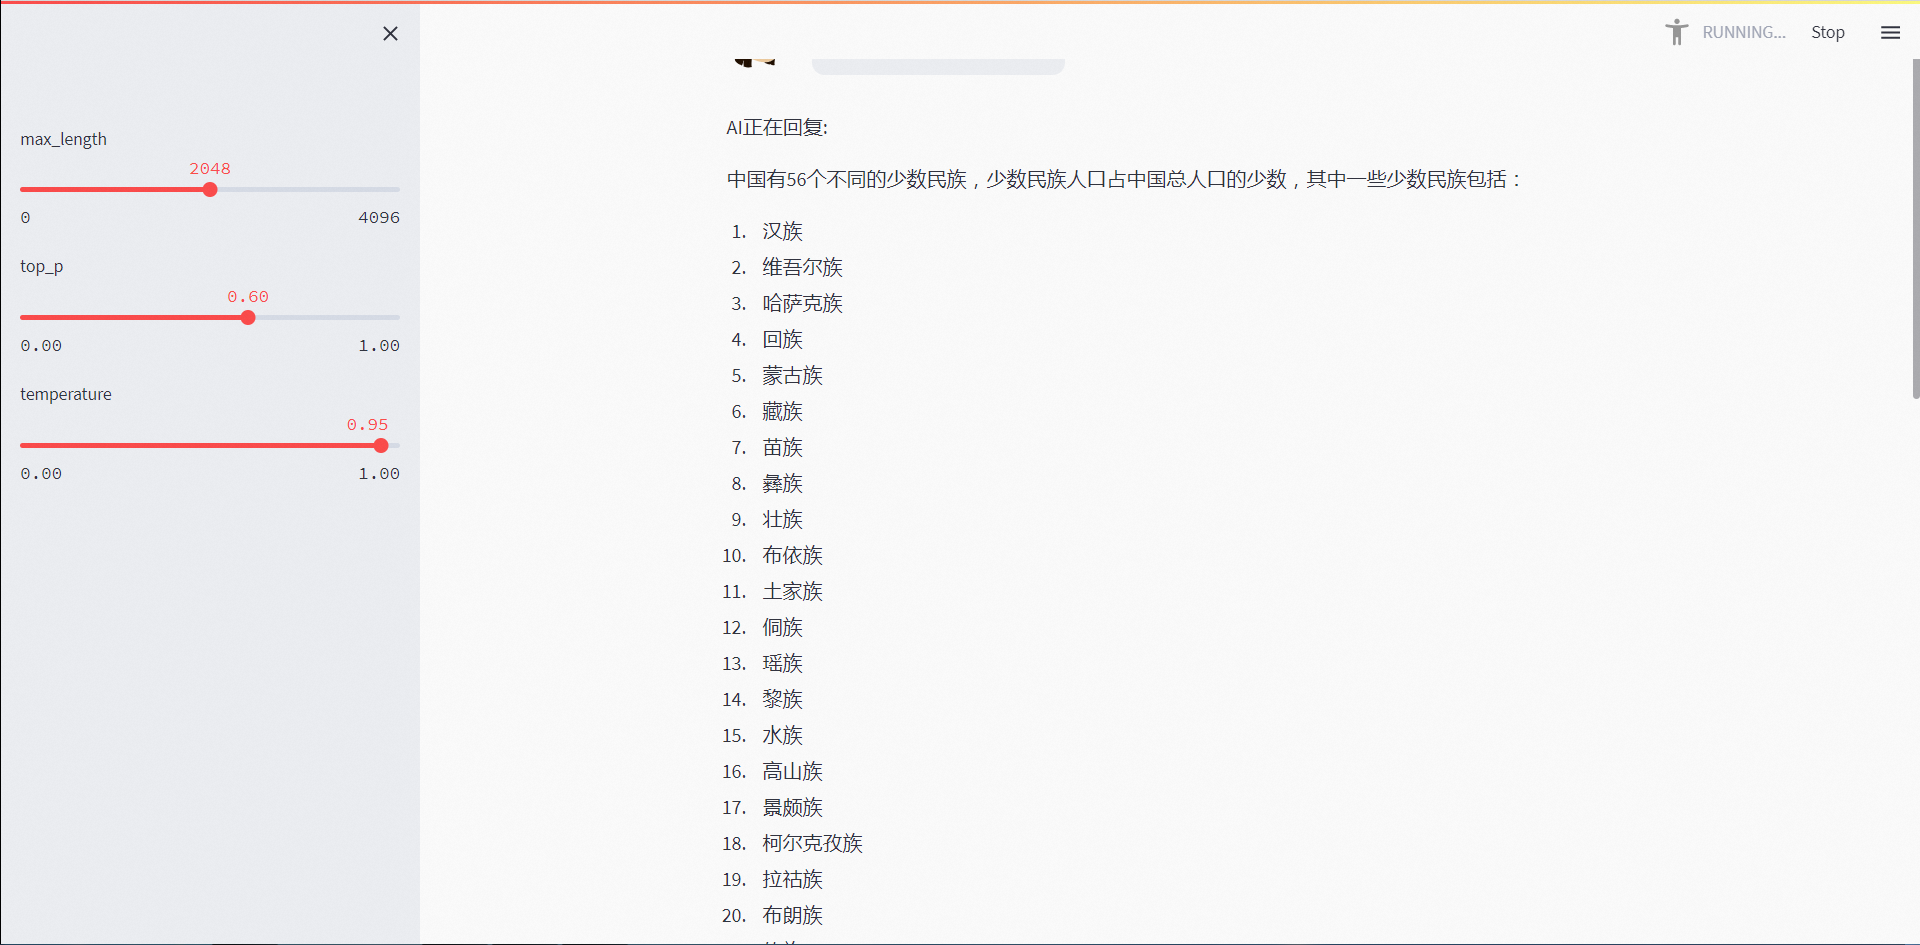 RUNNING...
Stop
max_length
2048
0
4096
top_p
0.60
0.00
1.00
temperature
0.95
0.00
1.00
AI正在回复:
中国有56个不同的少数民族，少数民族人口占中国总人口的少数，其中一些少数民族包括：
1. 汉族
2. 维吾尔族
3. 哈萨克族
4. 回族
5. 蒙古族
6. 藏族
7. 苗族
8. 彝族
9. 壮族
10. 布依族
11. 土家族
12. 侗族
13. 瑶族
14. 黎族
15. 水族
16. 高山族
17. 景颇族
18. 柯尔克孜族
19. 拉祜族
20. 布朗族